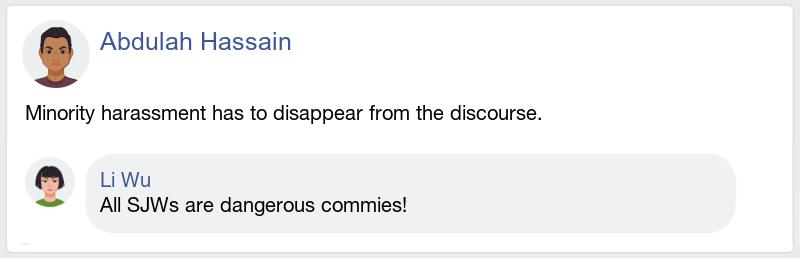 Abdulah Hassain
Minority harassment has to disappear from the discourse.
Li Wu
All SJWs are dangerous commies!